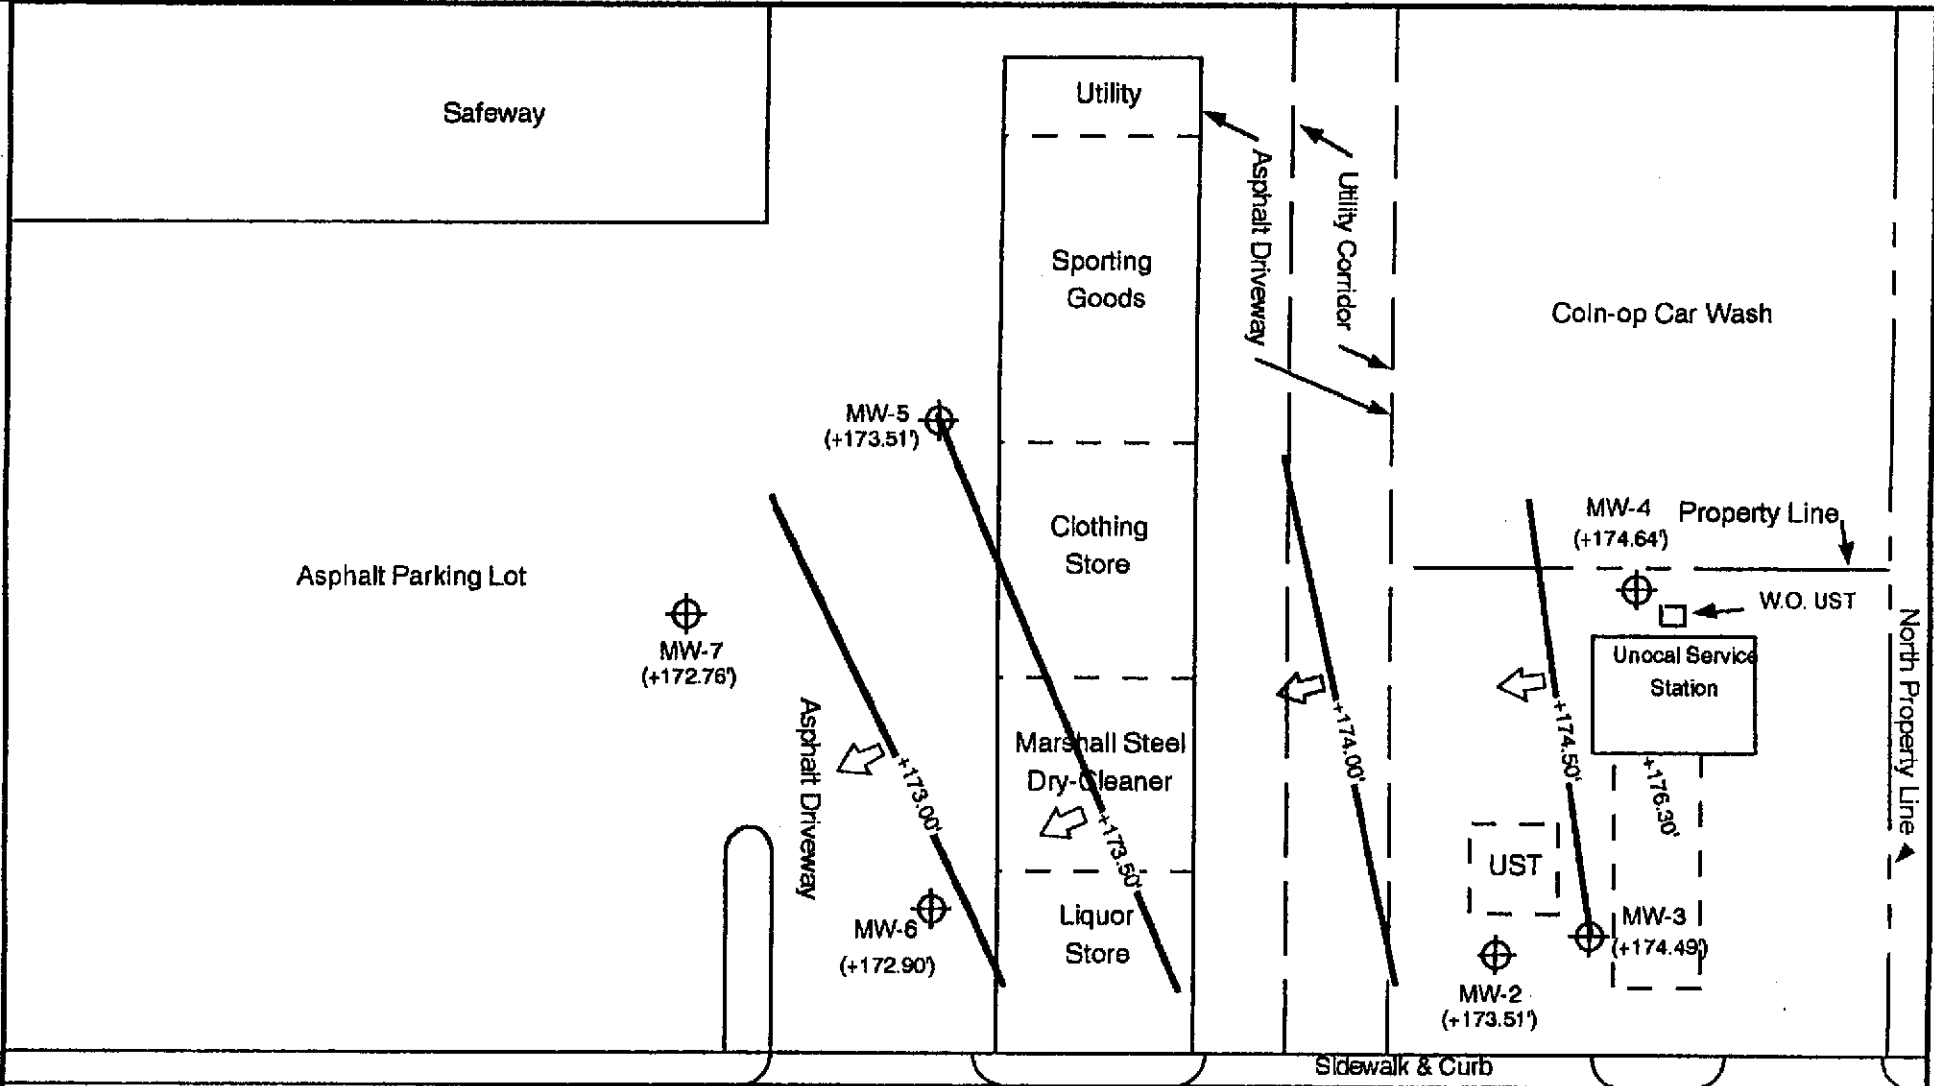 Safeway
Utility
Asphalt Driveway
Utility Corridor
Sporting
Goods
Coin-op Car Wash
MW-5
(+173.51')
MW-4
(+174.64')
Property Line
Clothing
Store
Asphalt Parking Lot
W.O. UST
MW-7
(+172.76')
Unocal Service
Station
North Property Line
Asphalt Driveway
Marshall Steel
Dry-Cleaner
+173.00'
+173.50'
+174.00'
+174.50'
+176.30'
UST
MW-6
(+172.90')
Liquor
Store
MW-3
(+174.49')
MW-2
(+173.51')
Sidewalk & Curb